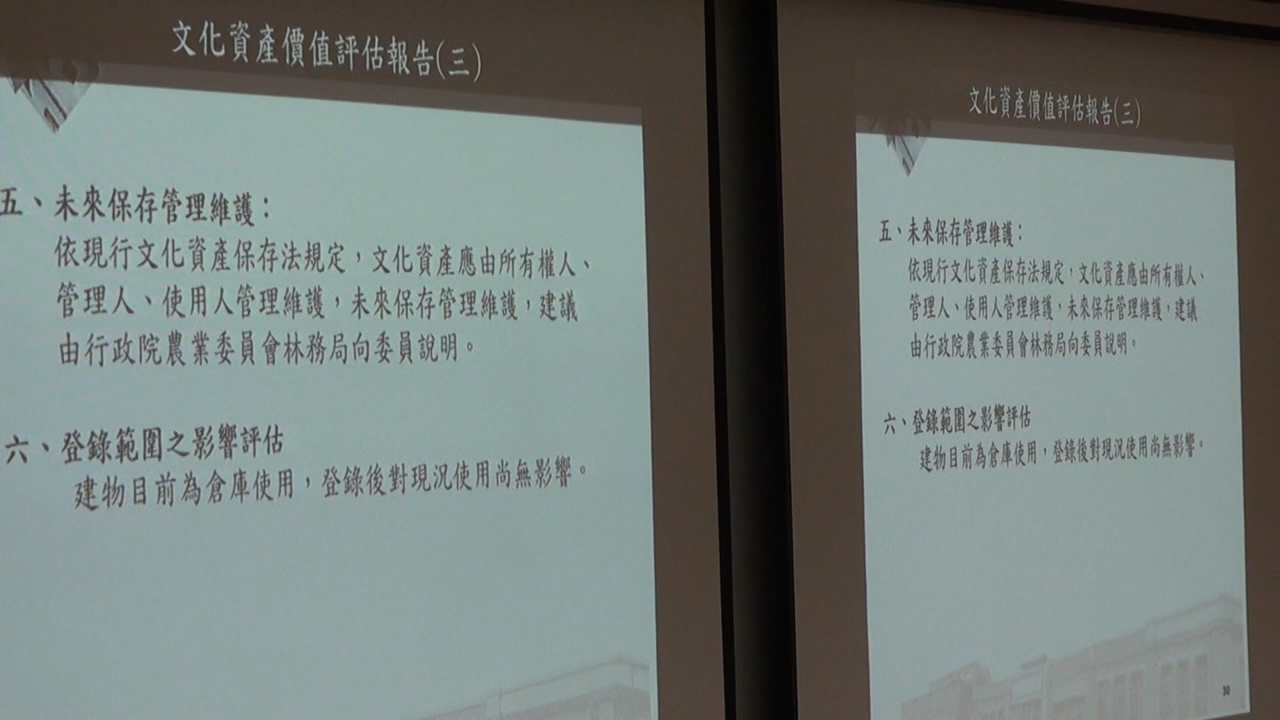 文化資產價值評估報告(三)
五、未來保存管理維護：
依現行文化資產保存法規定，文化資產應由所有權人、
管理人、使用人管理維護，未來保存管理維護，建議
由行政院農業委員會林務局向委員說明。
六、登錄範圍之影響評估
建物目前為倉庫使用，登錄後對現況使用尚無影響。
文化資產價值評估報告(三)
五、未來保存管理維護：
依現行文化資產保存法規定，文化資產應由所有權人、
管理人、使用人管理維護，未來保存管理維護，建議
由行政院農業委員會林務局向委員說明。
六、登錄範圍之影響評估
建物目前為倉庫使用，登錄後對現況使用尚無影響。
30